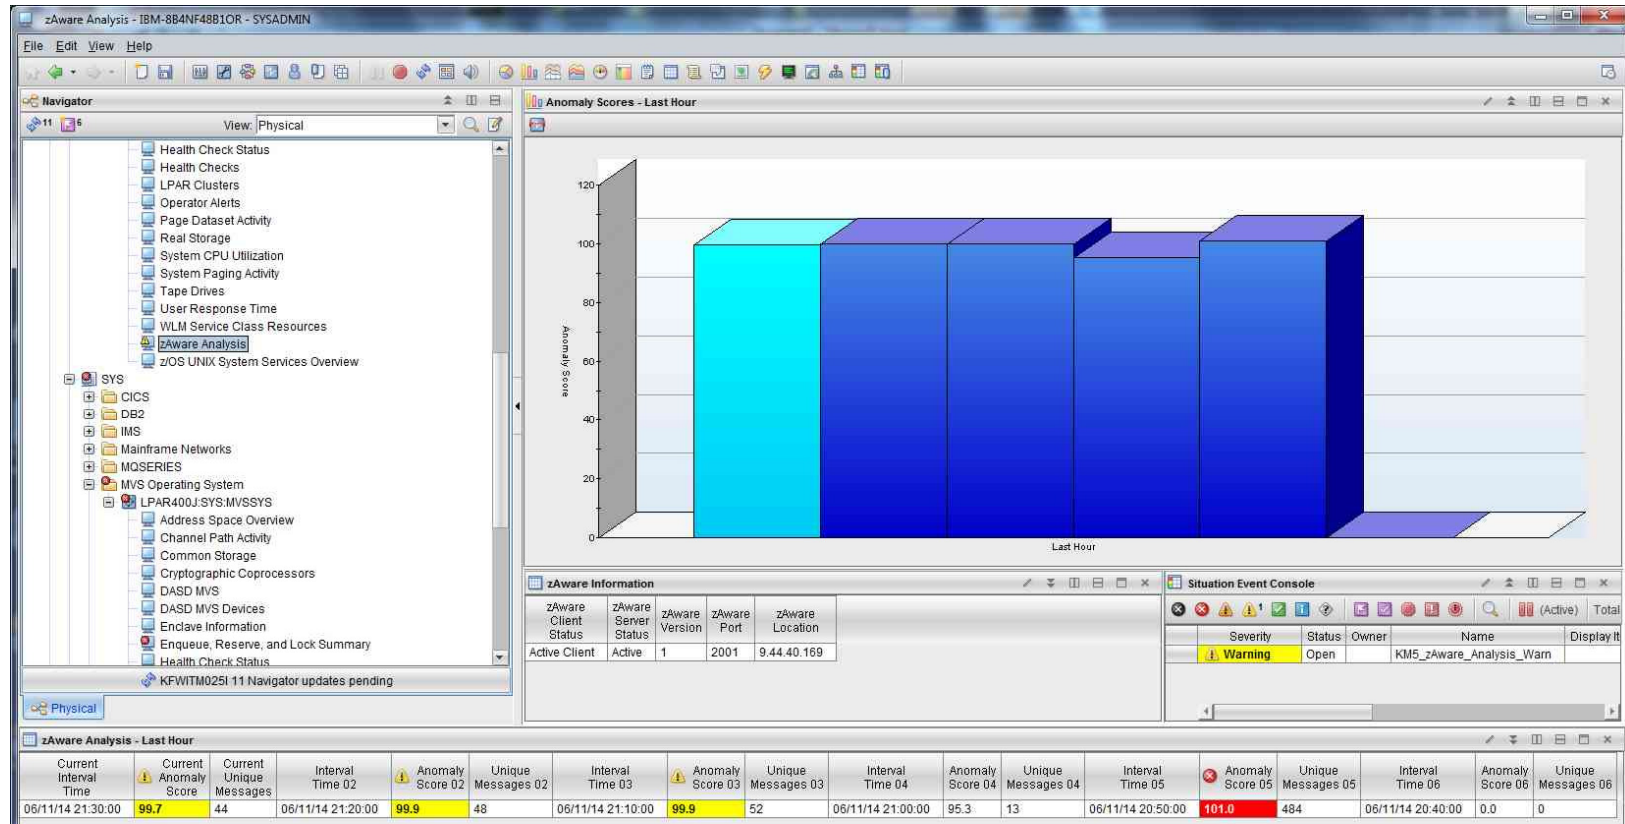 zAware Analysis - IBM-8B4NF48B1OR - SYSADMIN
File Edit View Help
Navigator
11 6 View: Physical
Health Check Status
Health Checks
LPAR Clusters
Operator Alerts
Page Dataset Activity
Real Storage
System CPU Utilization
System Paging Activity
Tape Drives
User Response Time
WLM Service Class Resources
zAware Analysis
z/OS UNIX System Services Overview
SYS
CICS
DB2
IMS
Mainframe Networks
MQSERIES
MVS Operating System
LPAR400J:SYS:MVSSYS
Address Space Overview
Channel Path Activity
Common Storage
Cryptographic Coprocessors
DASD MVS
DASD MVS Devices
Enclave Information
Enqueue, Reserve, and Lock Summary
Health Check Status
KFWITM025I 11 Navigator updates pending
Physical
Anomaly Scores - Last Hour
120
100
80
60
40
20
0
Anomaly Score
Last Hour
zAware Information
zAware Client Status zAware Server Status zAware Version zAware Port zAware Location
Active Client Active 1 2001 9.44.40.169
Situation Event Console
1 (Active) Total
Severity Status Owner Name Display It
Warning Open KM5_zAware_Analysis_Warn
zAware Analysis - Last Hour
Current Interval Time Current Anomaly Score Current Unique Messages Interval Time 02 Anomaly Score 02 Unique Messages 02 Interval Time 03 Anomaly Score 03 Unique Messages 03 Interval Time 04 Anomaly Score 04 Unique Messages 04 Interval Time 05 Anomaly Score 05 Unique Messages 05 Interval Time 06 Anomaly Score 06 Unique Messages 06
06/11/14 21:30:00 99.7 44 06/11/14 21:20:00 99.9 48 06/11/14 21:10:00 99.9 52 06/11/14 21:00:00 95.3 13 06/11/14 20:50:00 101.0 484 06/11/14 20:40:00 0.0 0